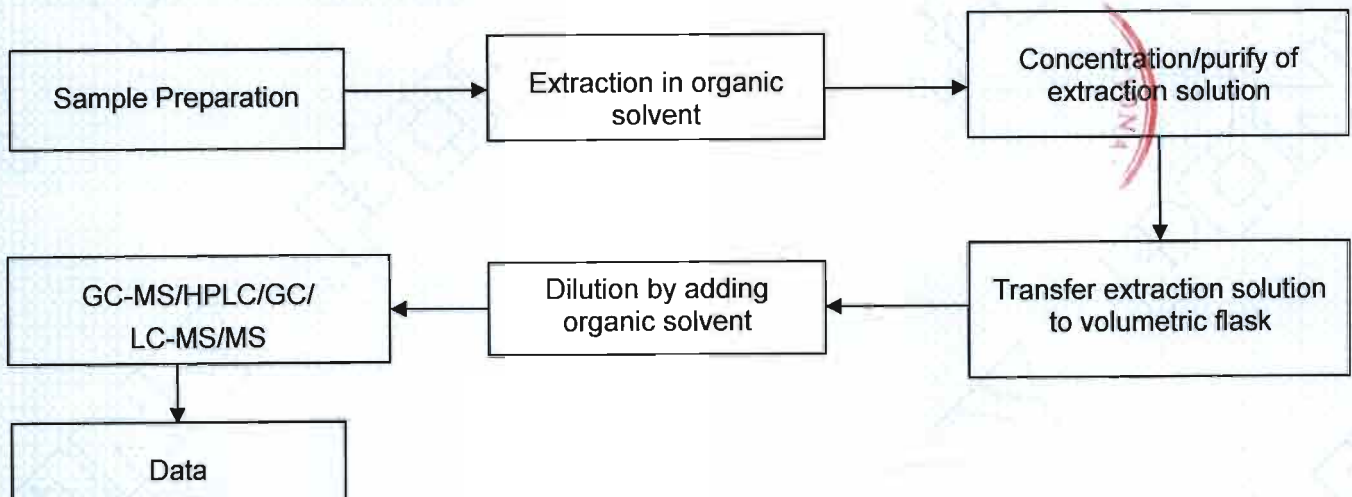 Sample Preparation
Extraction in organic
solvent
Concentration/purify of
extraction solution
Transfer extraction solution
to volumetric flask
Dilution by adding
organic solvent
GC-MS/HPLC/GC/
LC-MS/MS
Data